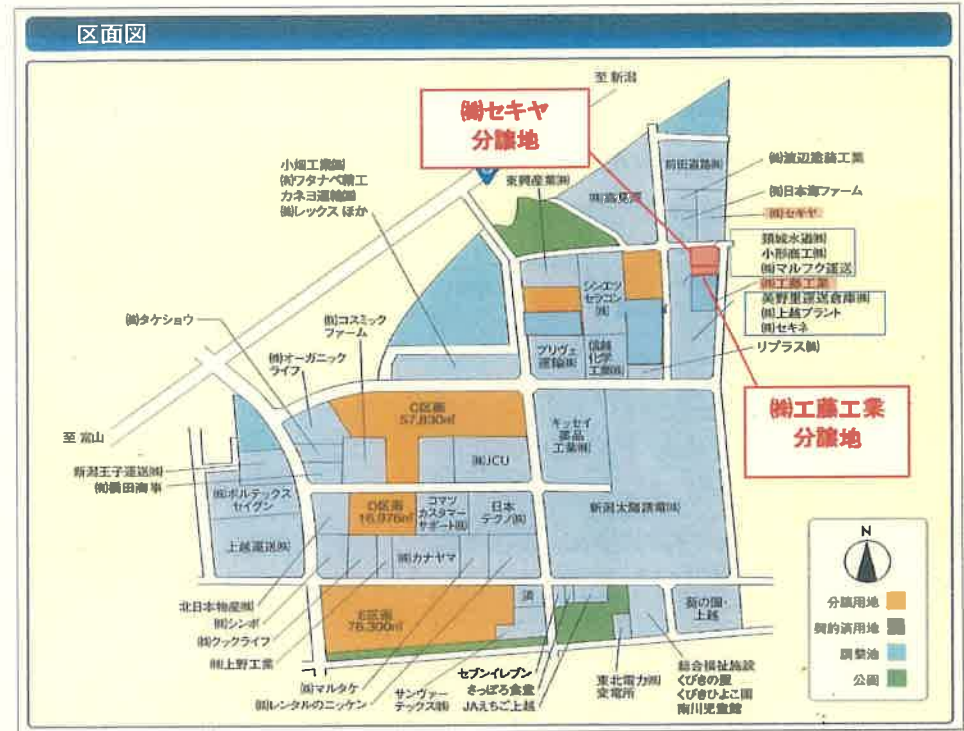 区画図
至 新潟
㈱セキヤ
分譲地
小畑工業㈱
㈲ワタナベ精工
カネヨ運輸㈱
㈱レックス ほか
東興産業㈱
㈱高見沢
前田道路㈱
㈱渡辺塗装工業
㈲日本海ファーム
㈱セキヤ
頸城水道㈱
小形商工㈱
㈲マルフク運送
㈱工藤工業
美野里運送倉庫㈱
㈱上越プラント
㈱セキネ
リプラス㈱
シンエツ
セラコン
㈱
プリヴェ
運輸㈱
信越
化学
工業㈱
㈱タケショウ
㈲コスミック
ファーム
㈱オーガニック
ライフ
C区画
57,830㎡
㈱JCU
キッセイ
薬品
工業㈱
㈱工藤工業
分譲地
至 富山
新潟王子運送㈱
㈲横田商事
㈱ボルテックス
セイグン
D区画
16,976㎡
コマツ
カスタマー
サポート㈱
日本
テクノ㈱
新潟太陽誘電㈱
上越運送㈱
㈱カナヤマ
N
北日本物産㈱
㈱シンボ
㈱クックライフ
㈱上野工業
E区画
76,300㎡
済
葵の園・
上越
分譲用地
契約済用地
調整池
公園
㈲マルタケ
㈱レンタルのニッケン
サンヴァー
テックス㈱
セブンイレブン
さっぽろ食堂
JAえちご上越
東北電力㈱
変電所
総合福祉施設
くびきの里
くびきひよこ園
南川児童館